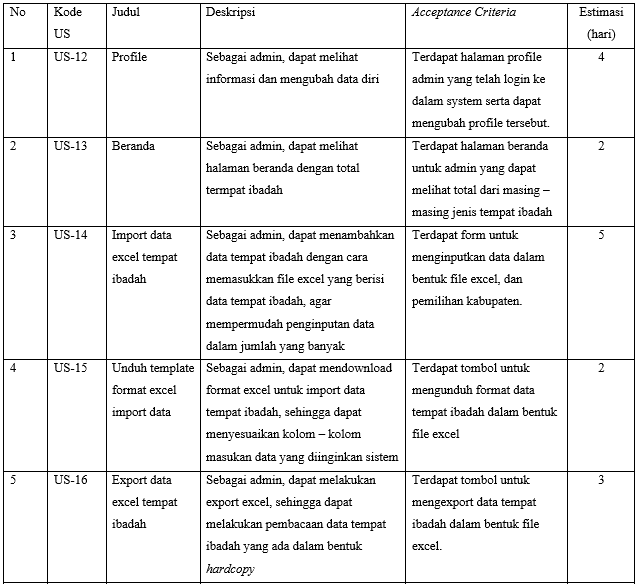 No Kode US Judul Deskripsi Acceptance Criteria Estimasi (hari)
1 US-12 Profile Sebagai admin, dapat melihat informasi dan mengubah data diri Terdapat halaman profile admin yang telah login ke dalam system serta dapat mengubah profile tersebut. 4
2 US-13 Beranda Sebagai admin, dapat melihat halaman beranda dengan total termpat ibadah Terdapat halaman beranda untuk admin yang dapat melihat total dari masing – masing jenis tempat ibadah 2
3 US-14 Import data excel tempat ibadah Sebagai admin, dapat menambahkan data tempat ibadah dengan cara memasukkan file excel yang berisi data tempat ibadah, agar mempermudah penginputan data dalam jumlah yang banyak Terdapat form untuk menginputkan data dalam bentuk file excel, dan pemilihan kabupaten. 5
4 US-15 Unduh template format excel import data Sebagai admin, dapat mendownload format excel untuk import data tempat ibadah, sehingga dapat menyesuaikan kolom – kolom masukan data yang diinginkan sistem Terdapat tombol untuk mengunduh format data tempat ibadah dalam bentuk file excel 2
5 US-16 Export data excel tempat ibadah Sebagai admin, dapat melakukan export excel, sehingga dapat melakukan pembacaan data tempat ibadah yang ada dalam bentuk hardcopy Terdapat tombol untuk mengexport data tempat ibadah dalam bentuk file excel. 3